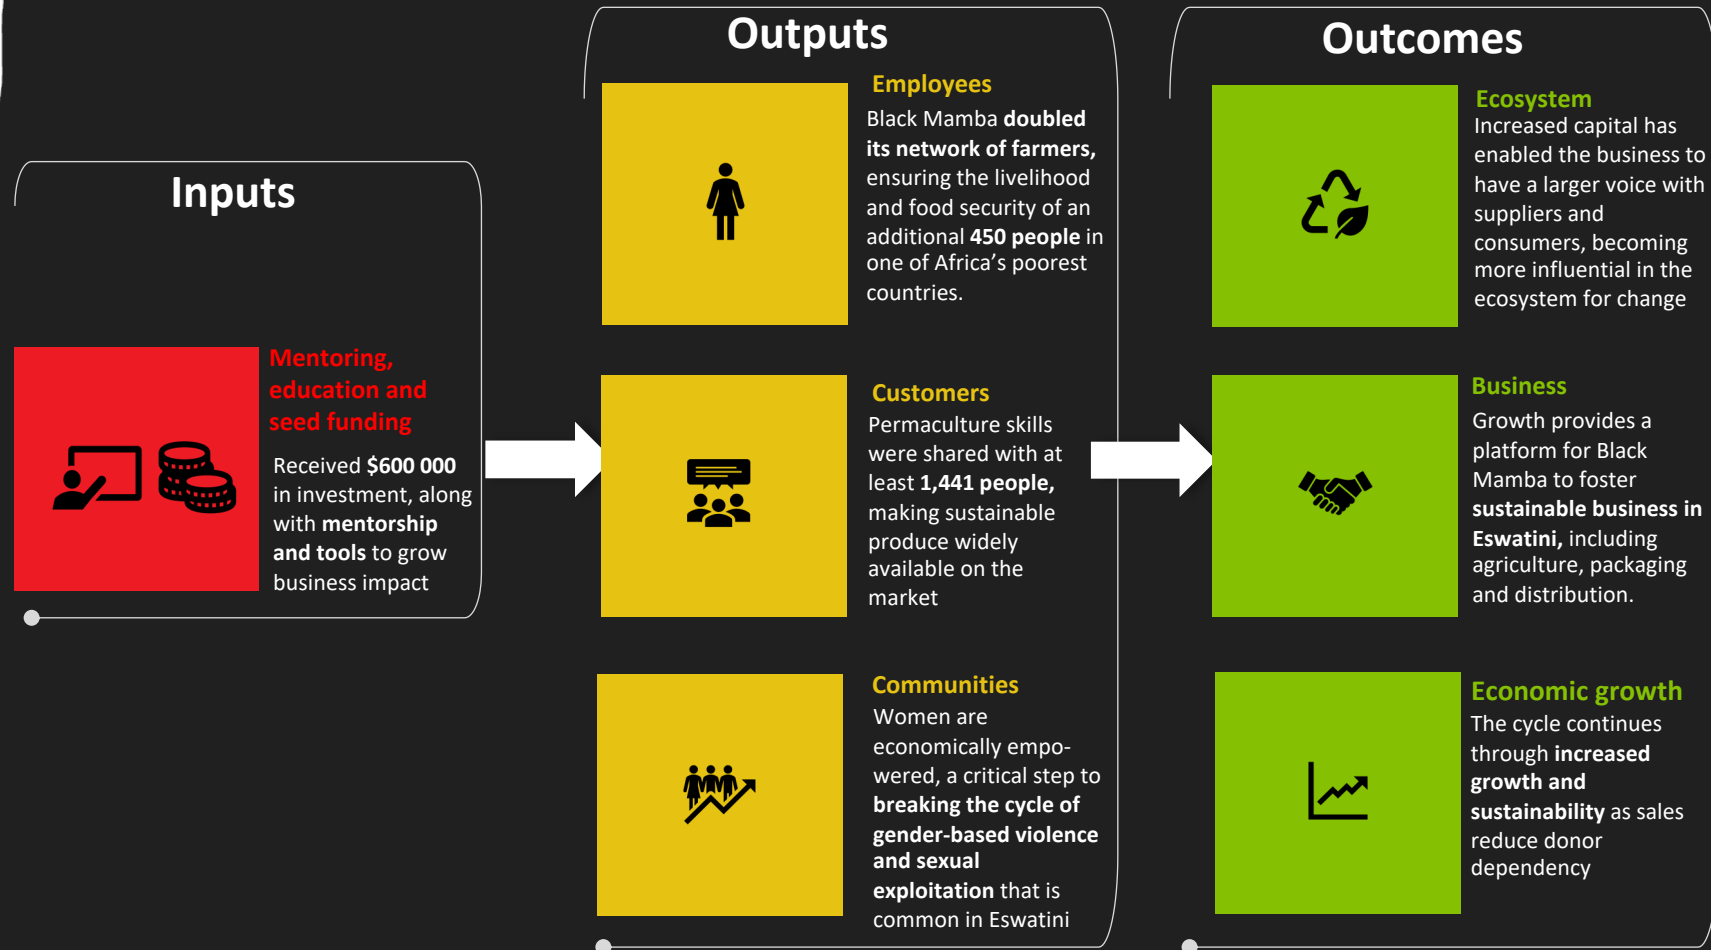 Inputs
Mentoring,
education and
seed funding
Received $600 000
in investment, along
with mentorship
and tools to grow
business impact
Outputs
Employees
Black Mamba doubled
its network of farmers,
ensuring the livelihood
and food security of an
additional 450 people in
one of Africa’s poorest
countries.
Customers
Permaculture skills
were shared with at
least 1,441 people,
making sustainable
produce widely
available on the
market
Communities
Women are
economically empo-
wered, a critical step to
breaking the cycle of
gender-based violence
and sexual
exploitation that is
common in Eswatini
Outcomes
Ecosystem
Increased capital has
enabled the business to
have a larger voice with
suppliers and
consumers, becoming
more influential in the
ecosystem for change
Business
Growth provides a
platform for Black
Mamba to foster
sustainable business in
Eswatini, including
agriculture, packaging
and distribution.
Economic growth
The cycle continues
through increased
growth and
sustainability as sales
reduce donor
dependency